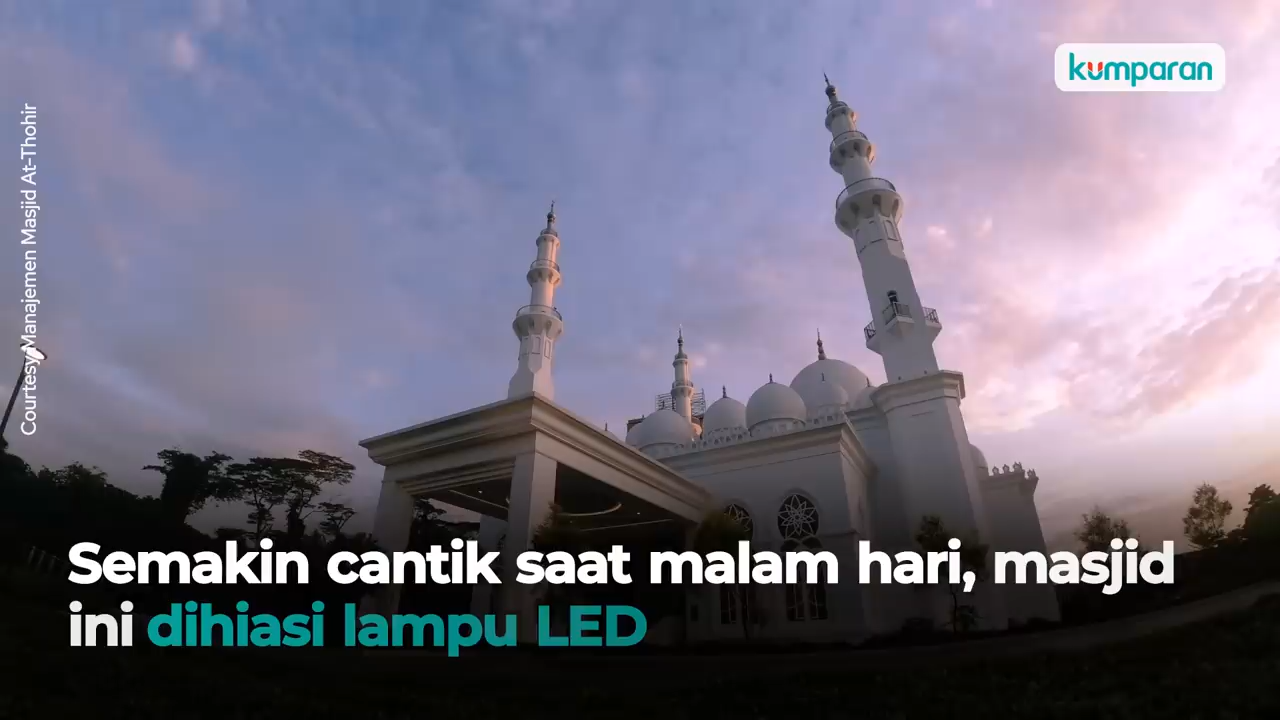 kumparan
Courtesy Manajemen Masjid At-Thohir
Semakin cantik saat malam hari, masjid
ini dihiasi lampu LED